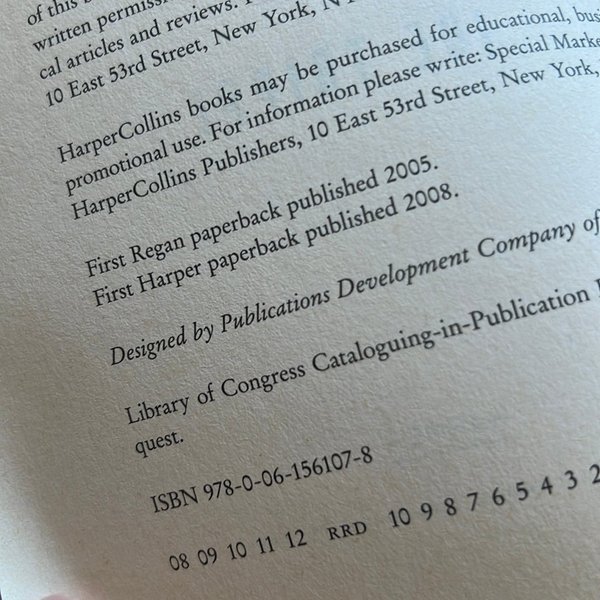 of this b
written permiss
cal articles and reviews.
10 East 53rd Street, New York, N
HarperCollins books may be purchased for educational, busi
promotional use. For information please write: Special Marke
HarperCollins Publishers, 10 East 53rd Street, New York,
First Regan paperback published 2005.
First Harper paperback published 2008.
Designed by Publications Development Company of
Library of Congress Cataloguing-in-Publication
quest.
ISBN 978-0-06-156107-8
08 09 10 11 12 RRD 10 9 8 7 6 5 4 3 2